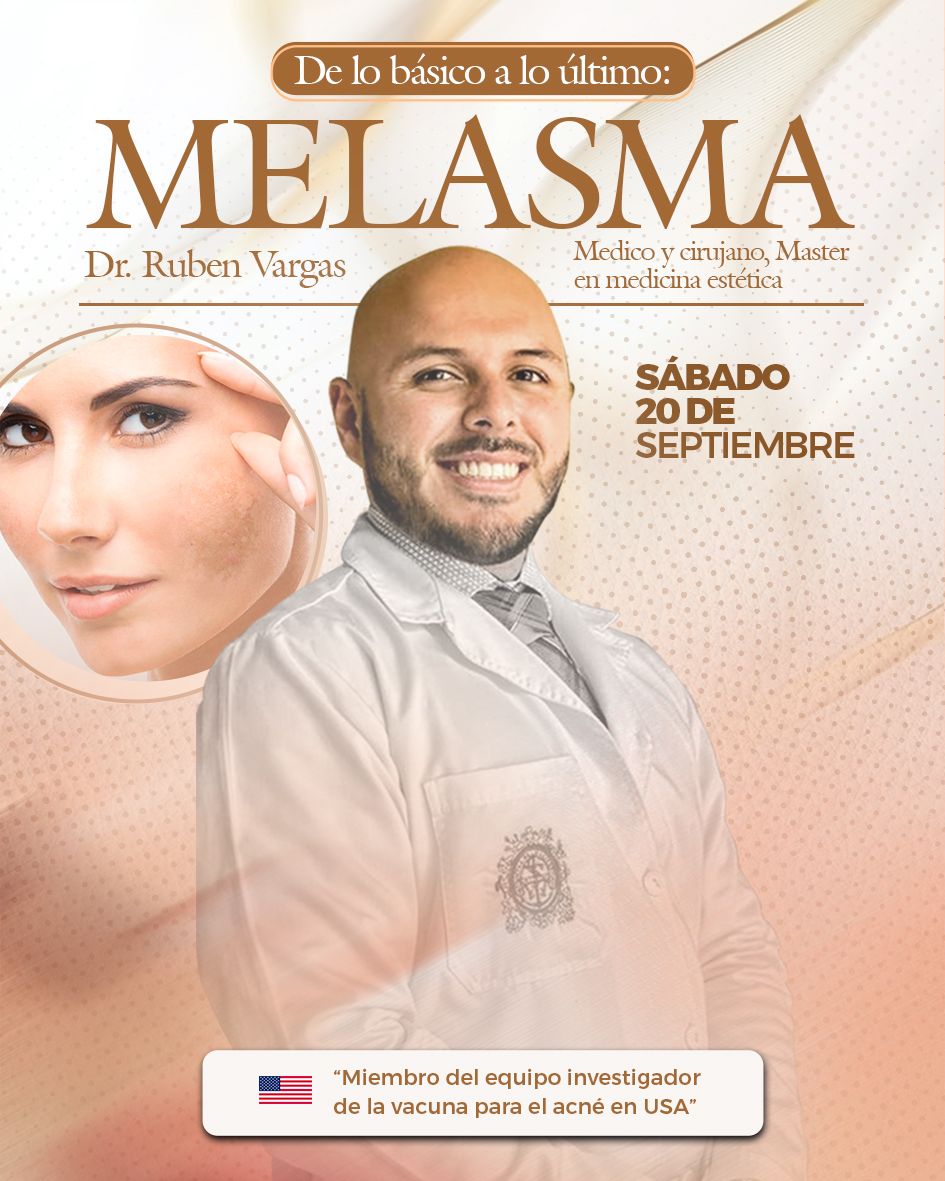 De lo básico a lo último:
MELASMA
Dr. Ruben Vargas
Medico y cirujano, Master
en medicina estética
SÁBADO
20 DE
SEPTIEMBRE
“Miembro del equipo investigador
de la vacuna para el acné en USA”